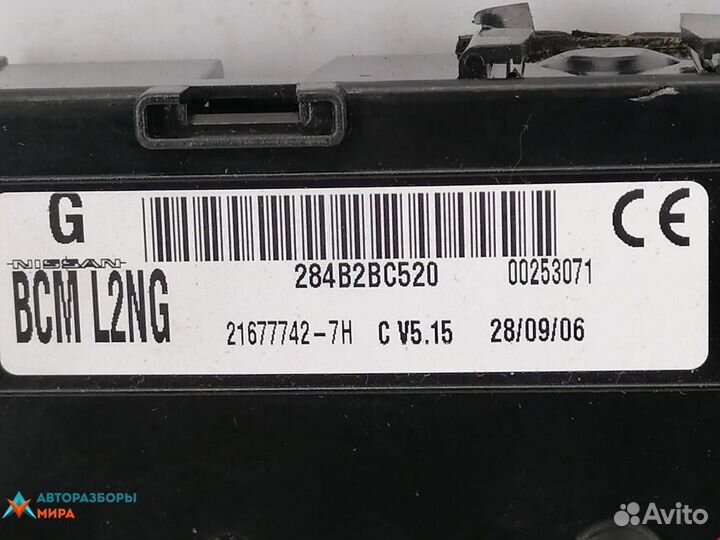 G
CE
NISSAN
284B2BC520 00253071
BCM L2NG
21677742-7H C V5.15 28/09/06
АВТОРАЗБОРЫ
МИРА
Avito